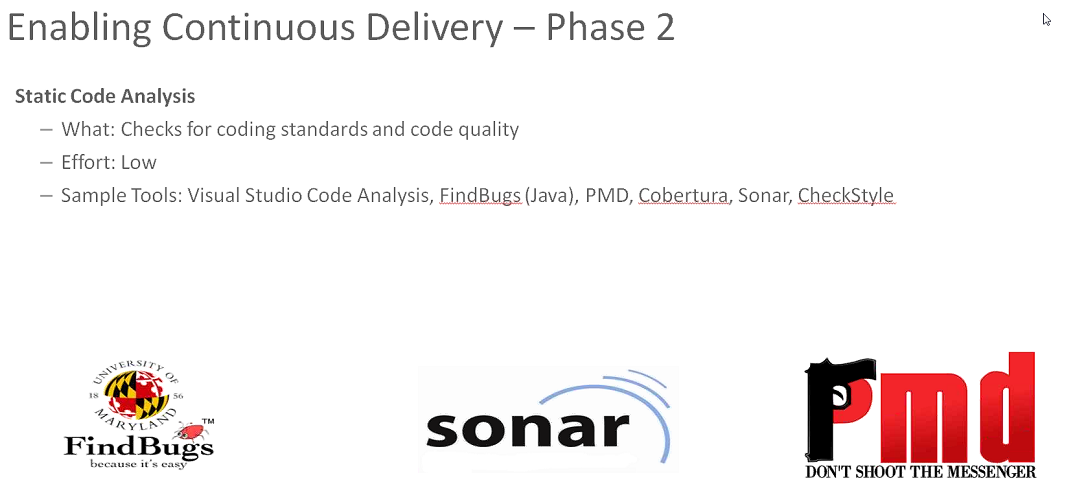 Enabling Continuous Delivery – Phase 2
Static Code Analysis
– What: Checks for coding standards and code quality
– Effort: Low
– Sample Tools: Visual Studio Code Analysis, FindBugs (Java), PMD, Cobertura, Sonar, CheckStyle
UNIVERSITY OF
18 56
MARYLAND
FindBugs™
because it's easy
sonar
pmd
DON'T SHOOT THE MESSENGER